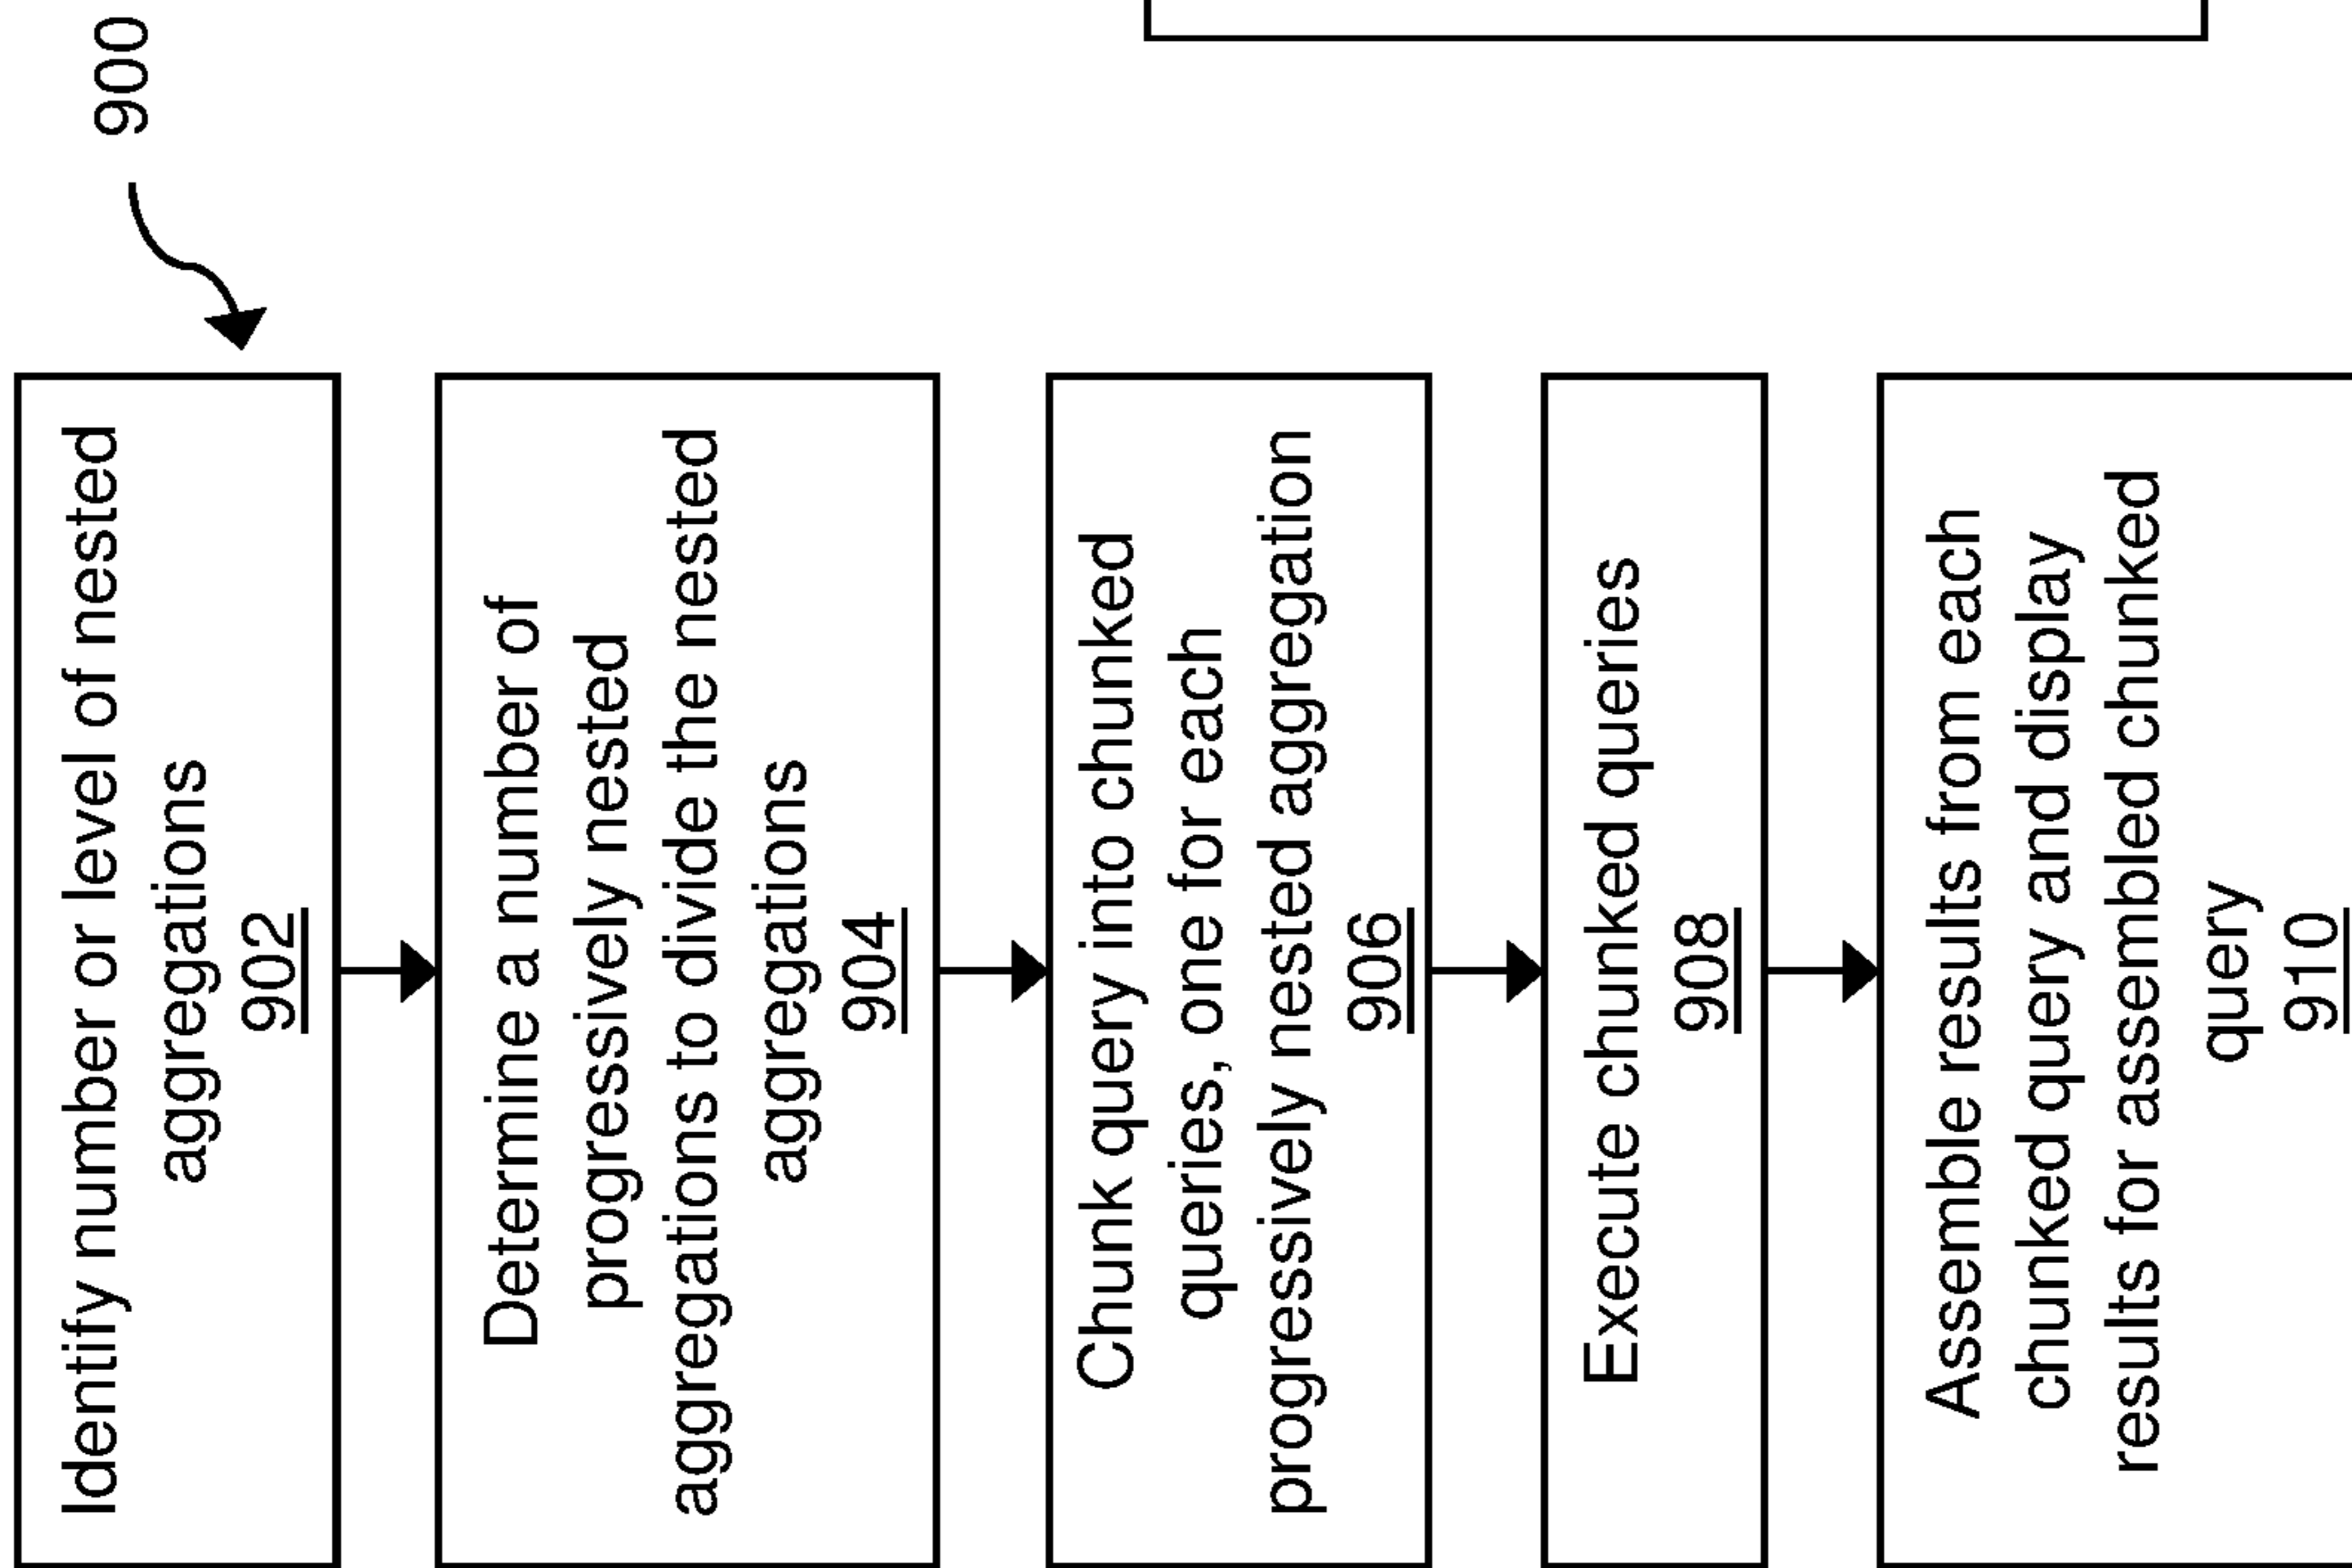 900
Identify number or level of nested
aggregations
902
Determine a number of
progressively nested
aggregations to divide the nested
aggregations
904
Chunk query into chunked
queries, one for each
progressively nested aggregation
906
Execute chunked queries
908
Assemble results from each
chunked query and display
results for assembled chunked
query
910